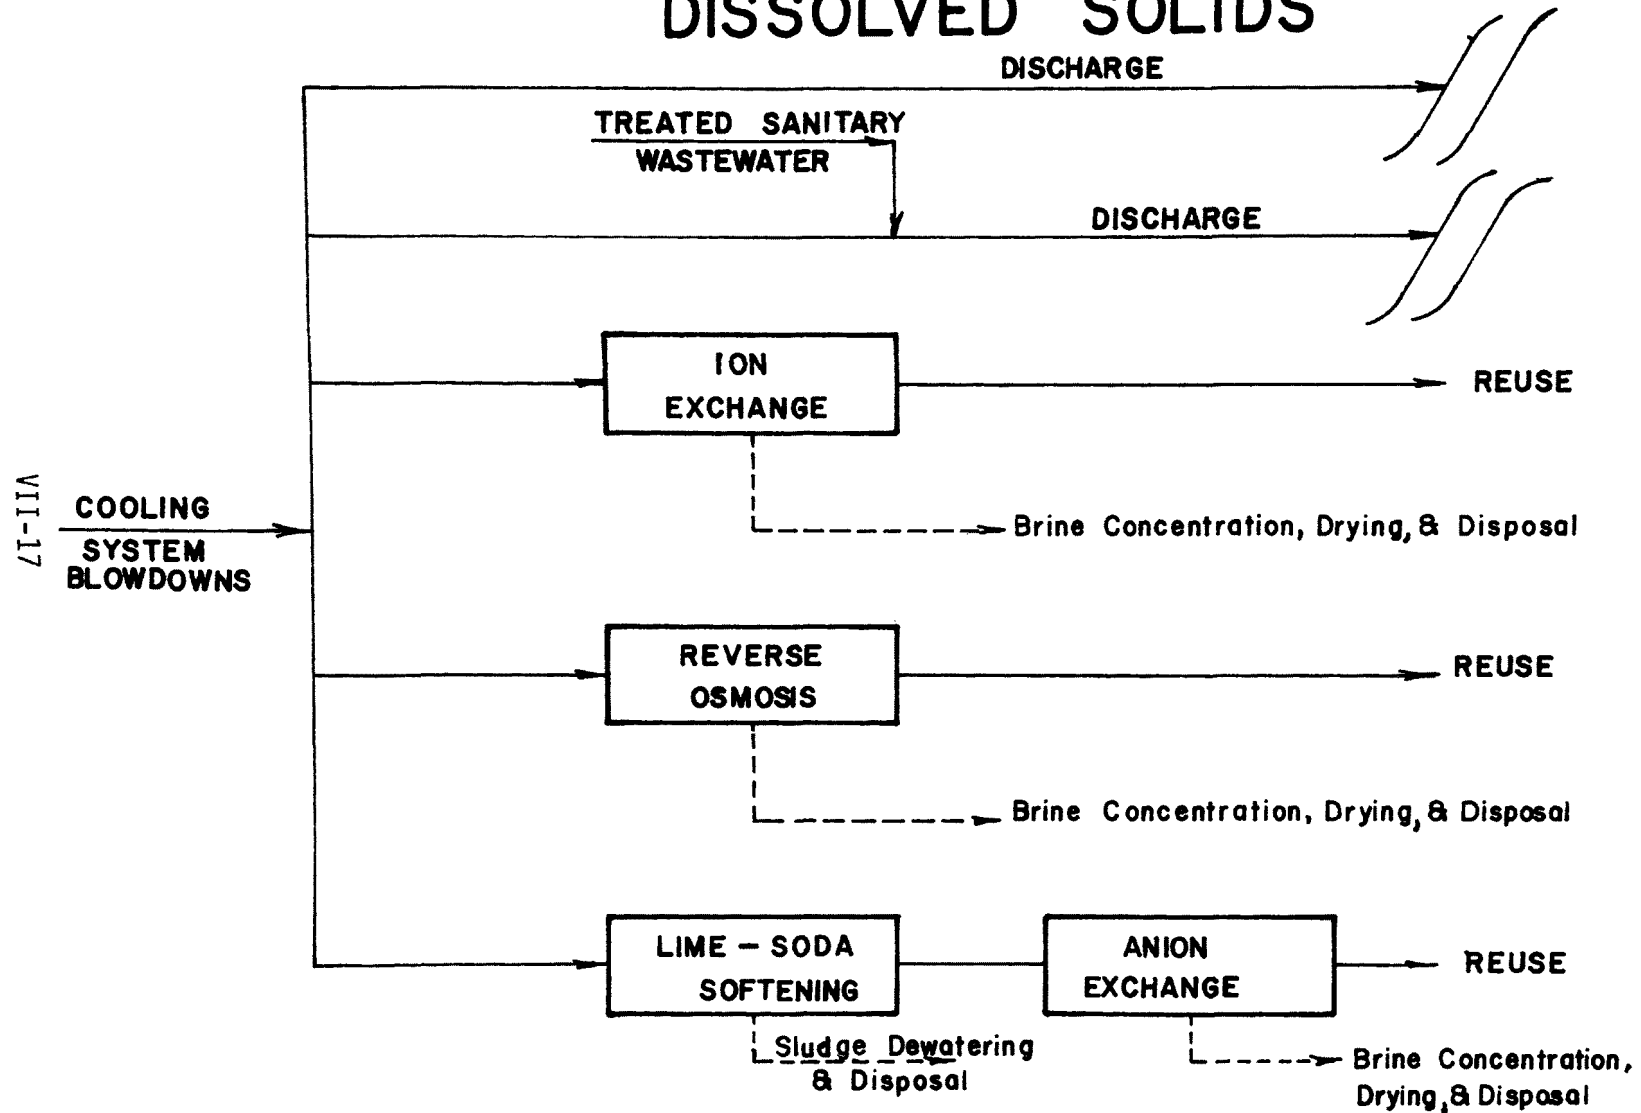 DISSOLVED SOLIDS
DISCHARGE
TREATED SANITARY
WASTEWATER
DISCHARGE
ION
EXCHANGE
REUSE
Brine Concentration, Drying, & Disposal
VII-17
COOLING
SYSTEM
BLOWDOWNS
REVERSE
OSMOSIS
REUSE
Brine Concentration, Drying, & Disposal
LIME - SODA
SOFTENING
ANION
EXCHANGE
REUSE
Sludge Dewatering
& Disposal
Brine Concentration,
Drying, & Disposal